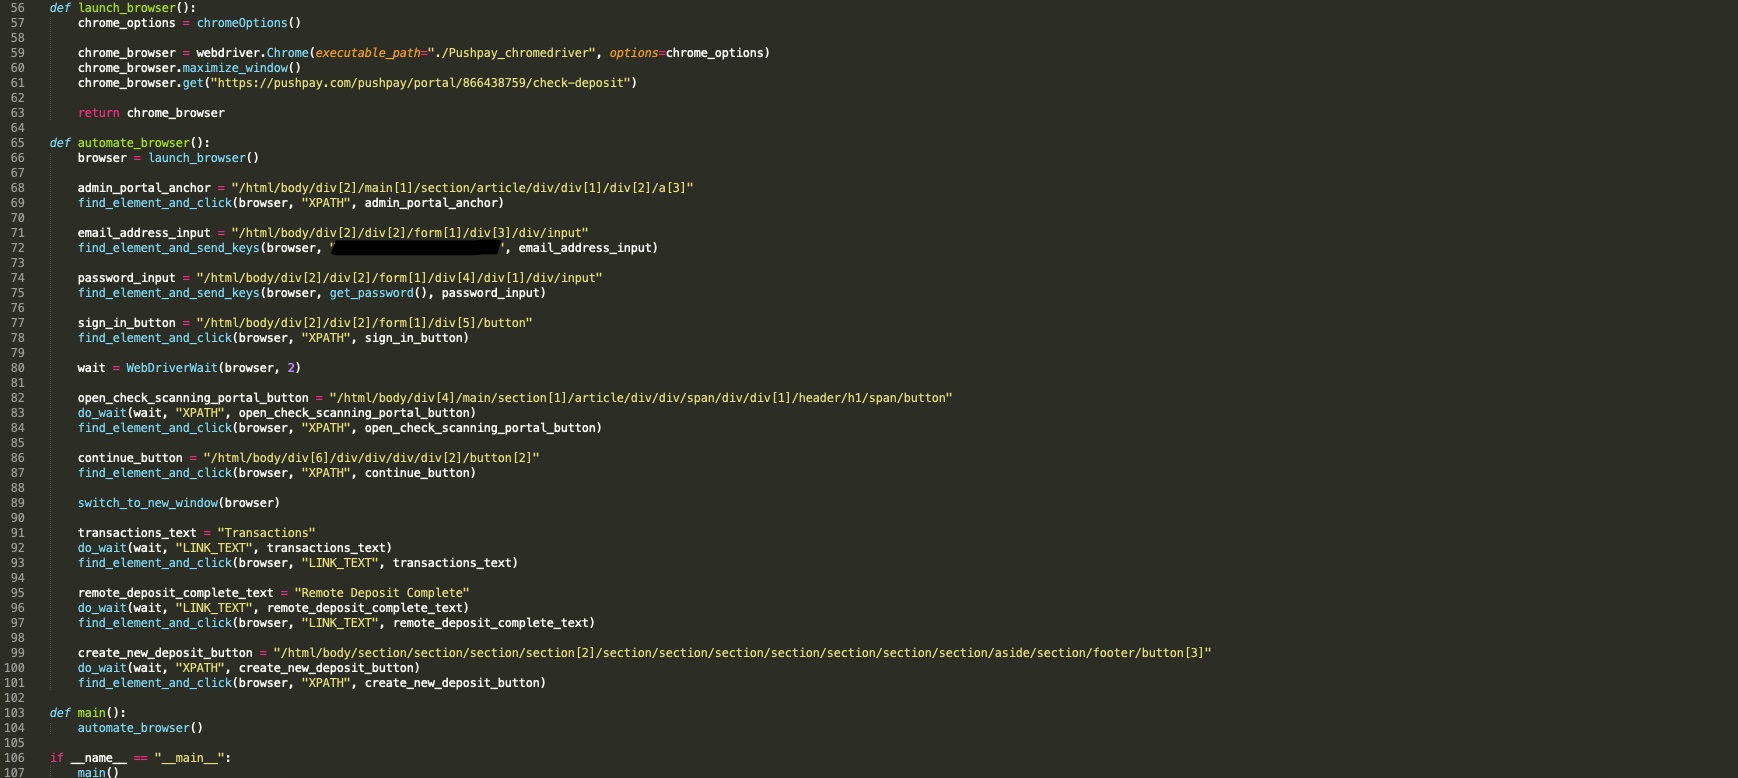 56 def launch_browser():
57 chrome_options = chromeOptions()
58
59 chrome_browser = webdriver.Chrome(executable_path="./Pushpay_chromedriver", options=chrome_options)
60 chrome_browser.maximize_window()
61 chrome_browser.get("https://pushpay.com/pushpay/portal/866438759/check-deposit")
62
63 return chrome_browser
64
65 def automate_browser():
66 browser = launch_browser()
67
68 admin_portal_anchor = "/html/body/div[2]/main[1]/section/article/div/div[1]/div[2]/a[3]"
69 find_element_and_click(browser, "XPATH", admin_portal_anchor)
70
71 email_address_input = "/html/body/div[2]/div[2]/form[1]/div[3]/div/input"
72 find_element_and_send_keys(browser, " ", email_address_input)
73
74 password_input = "/html/body/div[2]/div[2]/form[1]/div[4]/div[1]/div/input"
75 find_element_and_send_keys(browser, get_password(), password_input)
76
77 sign_in_button = "/html/body/div[2]/div[2]/form[1]/div[5]/button"
78 find_element_and_click(browser, "XPATH", sign_in_button)
79
80 wait = WebDriverWait(browser, 2)
81
82 open_check_scanning_portal_button = "/html/body/div[4]/main/section[1]/article/div/div/span/div/div[1]/header/h1/span/button"
83 do_wait(wait, "XPATH", open_check_scanning_portal_button)
84 find_element_and_click(browser, "XPATH", open_check_scanning_portal_button)
85
86 continue_button = "/html/body/div[6]/div/div/div/div[2]/button[2]"
87 find_element_and_click(browser, "XPATH", continue_button)
88
89 switch_to_new_window(browser)
90
91 transactions_text = "Transactions"
92 do_wait(wait, "LINK_TEXT", transactions_text)
93 find_element_and_click(browser, "LINK_TEXT", transactions_text)
94
95 remote_deposit_complete_text = "Remote Deposit Complete"
96 do_wait(wait, "LINK_TEXT", remote_deposit_complete_text)
97 find_element_and_click(browser, "LINK_TEXT", remote_deposit_complete_text)
98
99 create_new_deposit_button = "/html/body/section/section/section/section[2]/section/section/section/section/section/section/section/aside/section/footer/button[3]"
100 do_wait(wait, "XPATH", create_new_deposit_button)
101 find_element_and_click(browser, "XPATH", create_new_deposit_button)
102
103 def main():
104 automate_browser()
105
106 if __name__ == "__main__":
107 main()